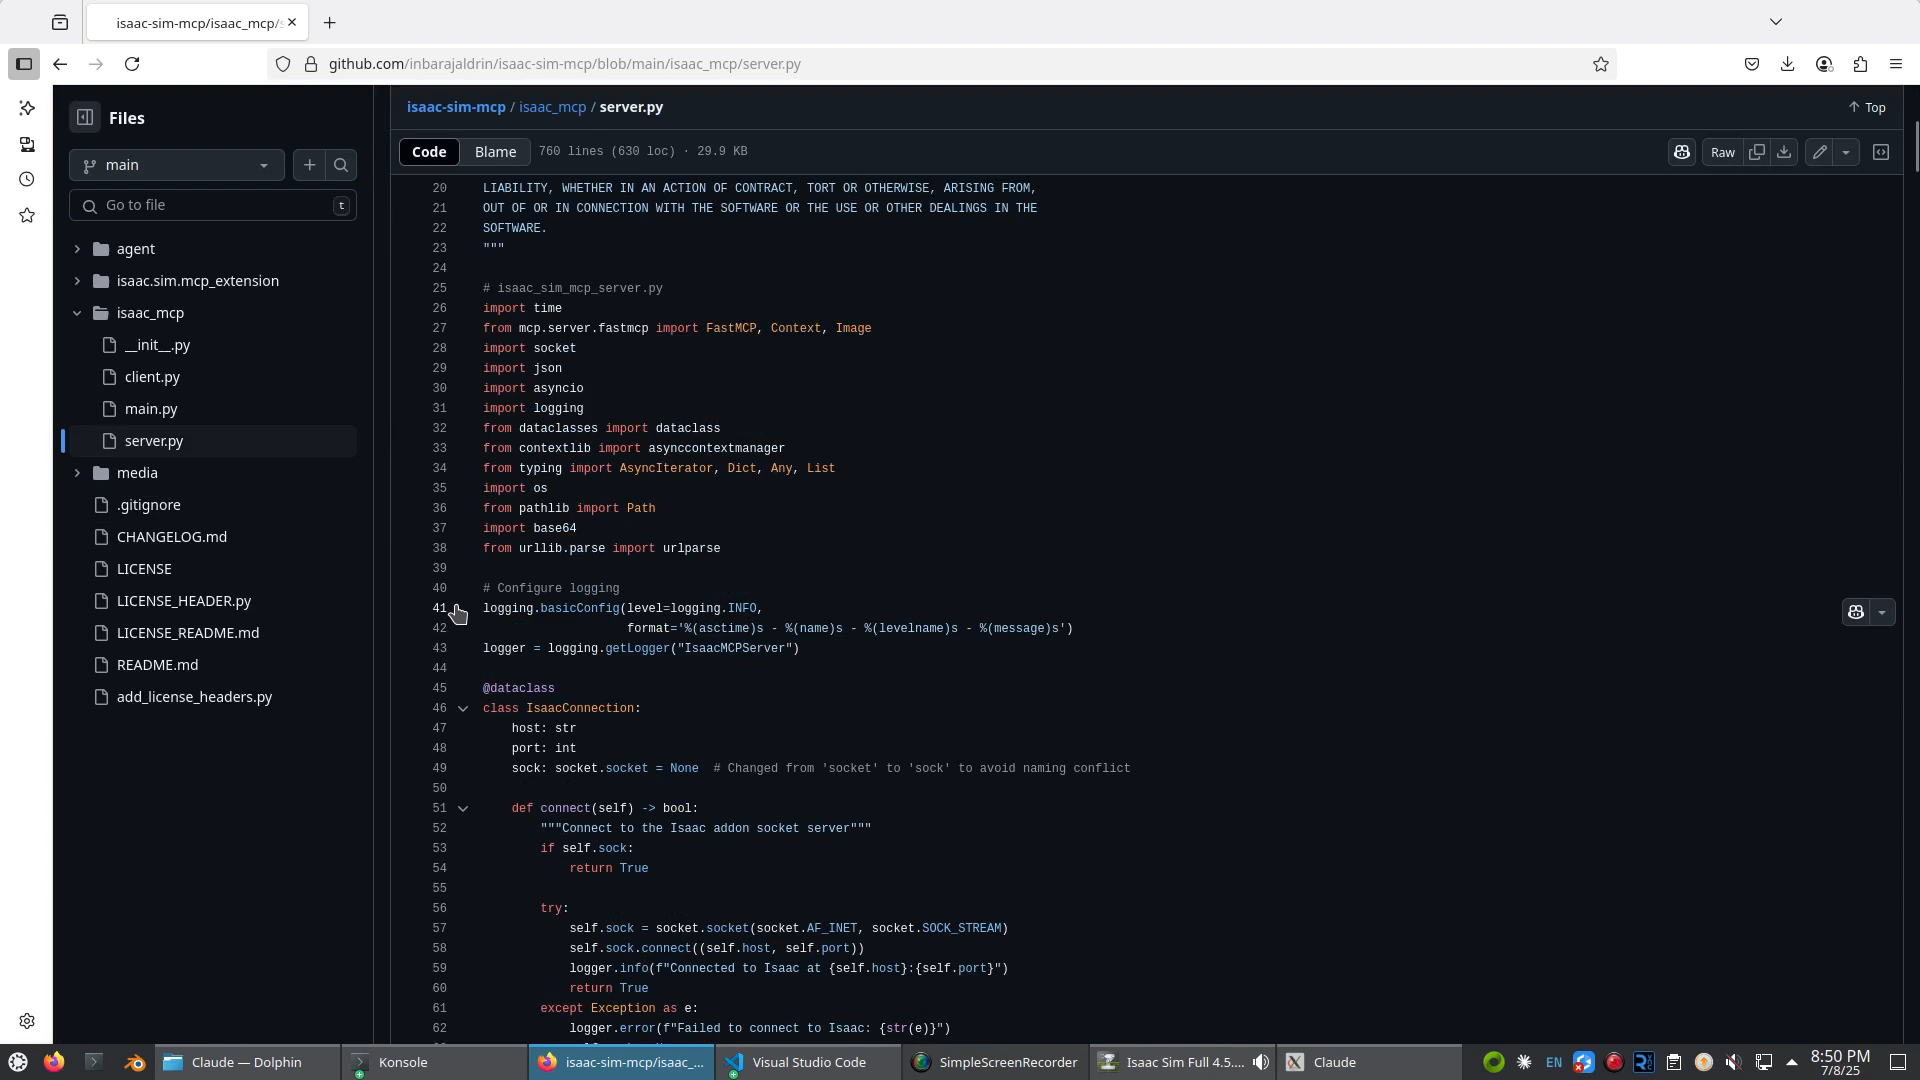 isaac-sim-mcp/isaac_mcp/s
github.com/inbarajaldrin/isaac-sim-mcp/blob/main/isaac_mcp/server.py
Files
main
Go to file
t
agent
isaac.sim.mcp_extension
isaac_mcp
__init__.py
client.py
main.py
server.py
media
.gitignore
CHANGELOG.md
LICENSE
LICENSE_HEADER.py
LICENSE_README.md
README.md
add_license_headers.py
isaac-sim-mcp / isaac_mcp / server.py
Top
Code
Blame
760 lines (630 loc) · 29.9 KB
Raw
20 LIABILITY, WHETHER IN AN ACTION OF CONTRACT, TORT OR OTHERWISE, ARISING FROM,
21 OUT OF OR IN CONNECTION WITH THE SOFTWARE OR THE USE OR OTHER DEALINGS IN THE
22 SOFTWARE.
23 """
24
25 # isaac_sim_mcp_server.py
26 import time
27 from mcp.server.fastmcp import FastMCP, Context, Image
28 import socket
29 import json
30 import asyncio
31 import logging
32 from dataclasses import dataclass
33 from contextlib import asynccontextmanager
34 from typing import AsyncIterator, Dict, Any, List
35 import os
36 from pathlib import Path
37 import base64
38 from urllib.parse import urlparse
39
40 # Configure logging
41 logging.basicConfig(level=logging.INFO,
42 format='%(asctime)s - %(name)s - %(levelname)s - %(message)s')
43 logger = logging.getLogger("IsaacMCPServer")
44
45 @dataclass
46 class IsaacConnection:
47 host: str
48 port: int
49 sock: socket.socket = None  # Changed from 'socket' to 'sock' to avoid naming conflict
50
51 def connect(self) -> bool:
52 """Connect to the Isaac addon socket server"""
53 if self.sock:
54 return True
55
56 try:
57 self.sock = socket.socket(socket.AF_INET, socket.SOCK_STREAM)
58 self.sock.connect((self.host, self.port))
59 logger.info(f"Connected to Isaac at {self.host}:{self.port}")
60 return True
61 except Exception as e:
62 logger.error(f"Failed to connect to Isaac: {str(e)}")
Claude — Dolphin
Konsole
isaac-sim-mcp/isaac_...
Visual Studio Code
SimpleScreenRecorder
Isaac Sim Full 4.5....
Claude
EN
8:50 PM
7/8/25